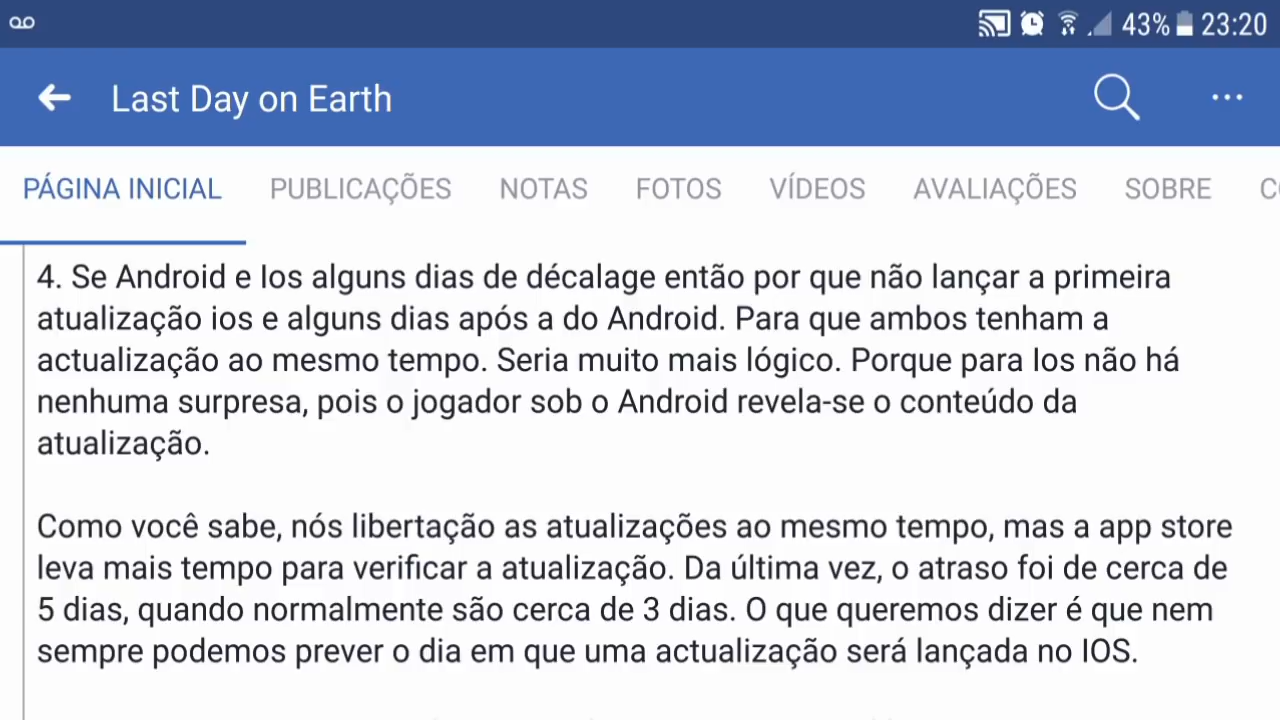 43% 23:20
Last Day on Earth
PÁGINA INICIAL PUBLICAÇÕES NOTAS FOTOS VÍDEOS AVALIAÇÕES SOBRE
4. Se Android e Ios alguns dias de décalage então por que não lançar a primeira
atualização ios e alguns dias após a do Android. Para que ambos tenham a
actualização ao mesmo tempo. Seria muito mais lógico. Porque para Ios não há
nenhuma surpresa, pois o jogador sob o Android revela-se o conteúdo da
atualização.
Como você sabe, nós libertação as atualizações ao mesmo tempo, mas a app store
leva mais tempo para verificar a atualização. Da última vez, o atraso foi de cerca de
5 dias, quando normalmente são cerca de 3 dias. O que queremos dizer é que nem
sempre podemos prever o dia em que uma actualização será lançada no IOS.